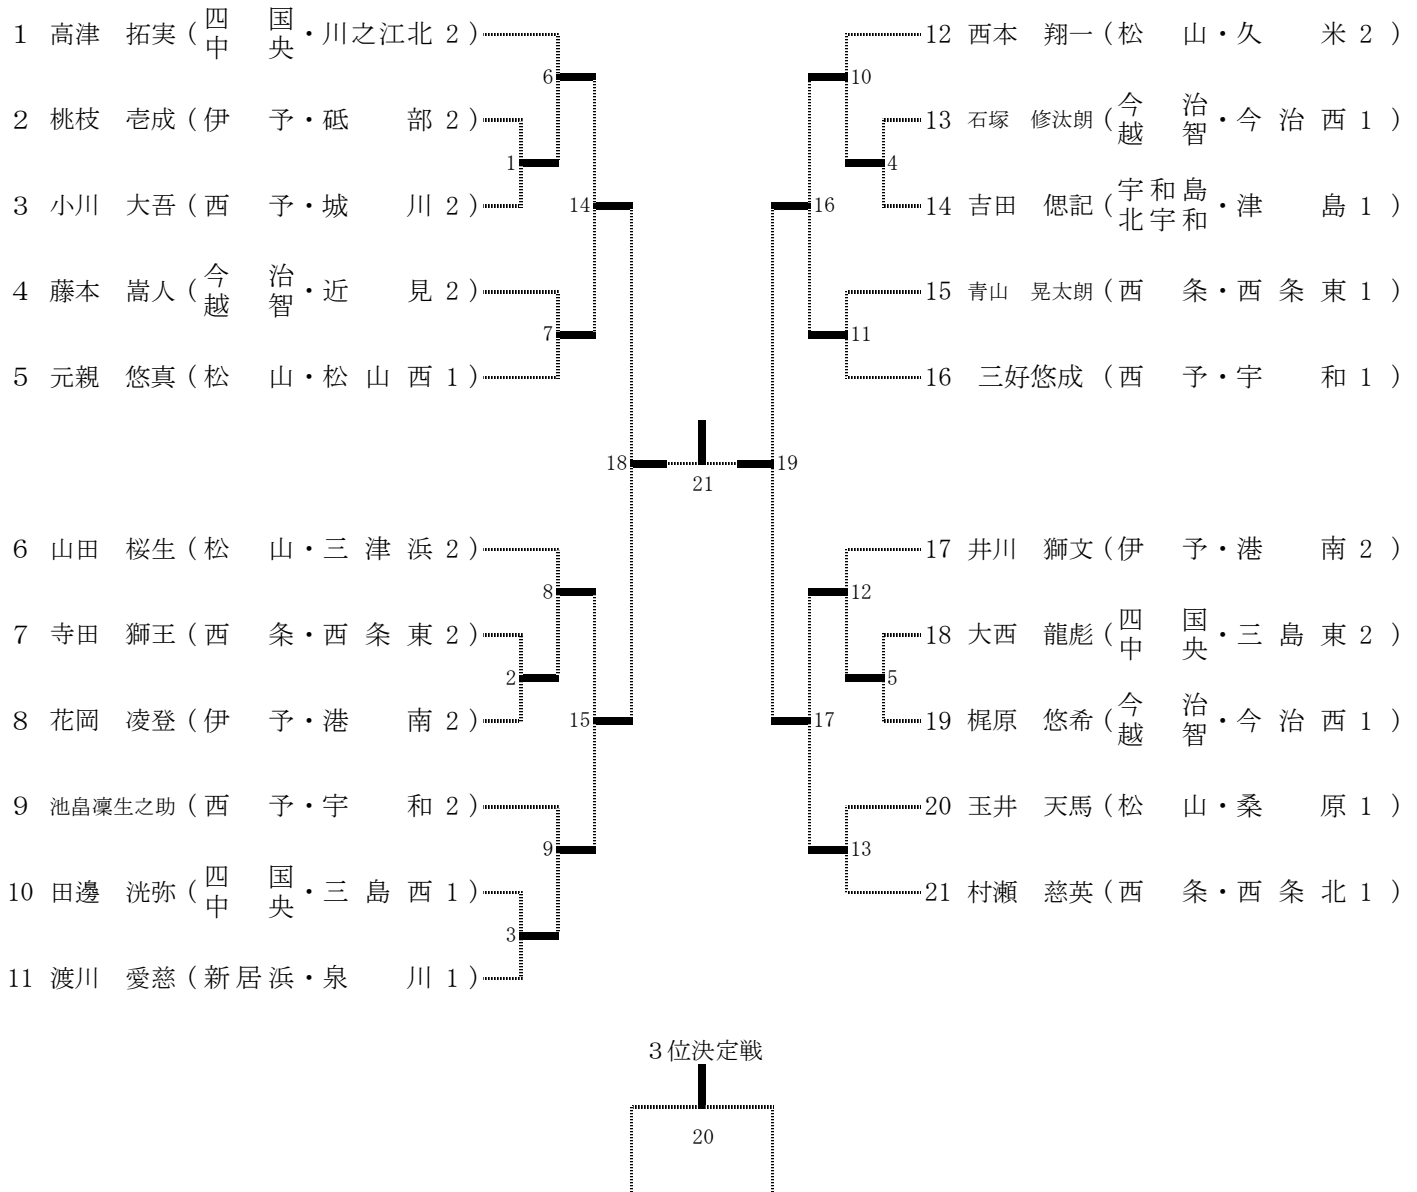 1 高津 拓実 ( 四国中央 ・ 川之江北 2 )
2 桃枝 壱成 ( 伊予 ・ 砥部 2 )
3 小川 大吾 ( 西予 ・ 城川 2 )
4 藤本 嵩人 ( 今治越智 ・ 近見 2 )
5 元親 悠真 ( 松山 ・ 松山西 1 )
6 山田 桜生 ( 松山 ・ 三津浜 2 )
7 寺田 獅王 ( 西条 ・ 西条東 2 )
8 花岡 凌登 ( 伊予 ・ 港南 2 )
9 池畠凜生之助 ( 西予 ・ 宇和 2 )
10 田邊 洸弥 ( 四国中央 ・ 三島西 1 )
11 渡川 愛慈 ( 新居浜 ・ 泉川 1 )
6
1
14
7
18
8
2
15
9
3
21
12 西本 翔一 ( 松山 ・ 久米 2 )
13 石塚 修汰朗 ( 今治越智 ・ 今治西 1 )
14 吉田 偲記 ( 宇和島北宇和 ・ 津島 1 )
15 青山 晃太朗 ( 西条 ・ 西条東 1 )
16 三好悠成 ( 西予 ・ 宇和 1 )
17 井川 獅文 ( 伊予 ・ 港南 2 )
18 大西 龍彪 ( 四国中央 ・ 三島東 2 )
19 梶原 悠希 ( 今治越智 ・ 今治西 1 )
20 玉井 天馬 ( 松山 ・ 桑原 1 )
21 村瀬 慈英 ( 西条 ・ 西条北 1 )
10
4
16
11
19
12
5
17
13
3位決定戦
20